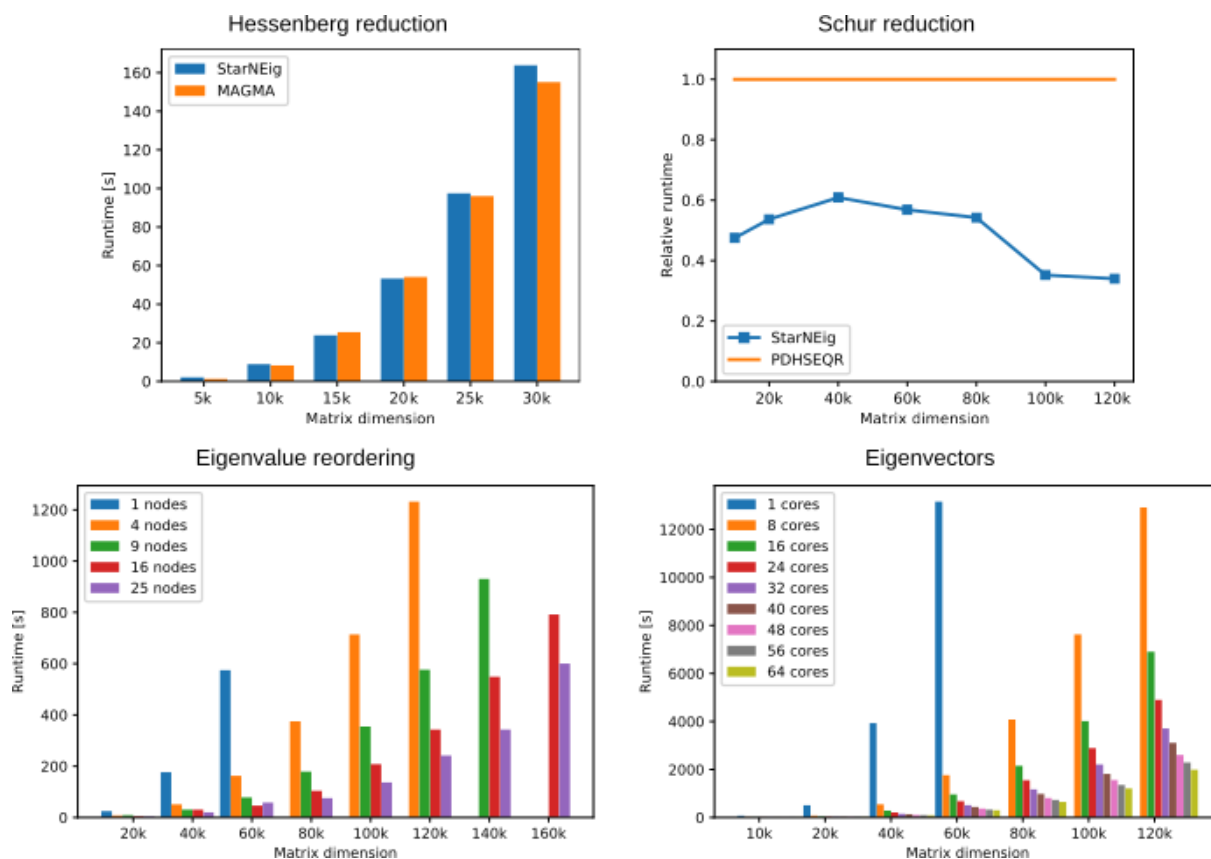 Hessenberg reduction
StarNEig
MAGMA
Runtime [s]
160
140
120
100
80
60
40
20
0
5k 10k 15k 20k 25k 30k
Matrix dimension
Schur reduction
Relative runtime
1.0
0.8
0.6
0.4
0.2
0.0
StarNEig
PDHSEQR
20k 40k 60k 80k 100k 120k
Matrix dimension
Eigenvalue reordering
1 nodes
4 nodes
9 nodes
16 nodes
25 nodes
Runtime [s]
1200
1000
800
600
400
200
0
20k 40k 60k 80k 100k 120k 140k 160k
Matrix dimension
Eigenvectors
1 cores
8 cores
16 cores
24 cores
32 cores
40 cores
48 cores
56 cores
64 cores
Runtime [s]
12000
10000
8000
6000
4000
2000
0
10k 20k 40k 60k 80k 100k 120k
Matrix dimension